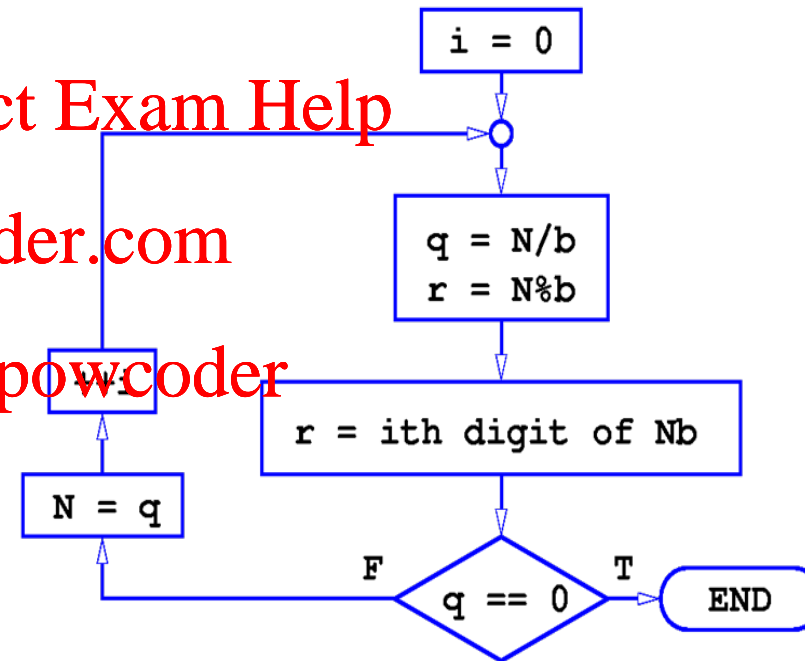 i = 0
ct Exam Help
q = N/b
r = N%b
der.com
++i
powcoder
r = ith digit of Nb
N = q
F
T
q == 0
END